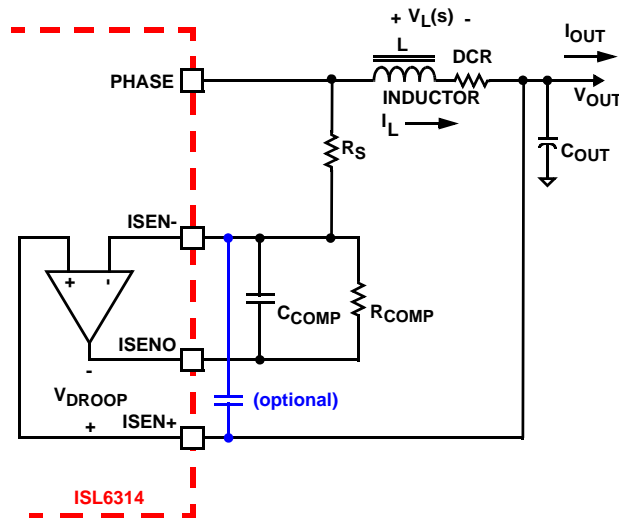 + VL(s) -
IOUT
L
DCR
PHASE
INDUCTOR
VOUT
IL
RS
COUT
ISEN-
+ -
CCOMP
RCOMP
ISENO
-
VDROOP
(optional)
+
ISEN+
ISL6314